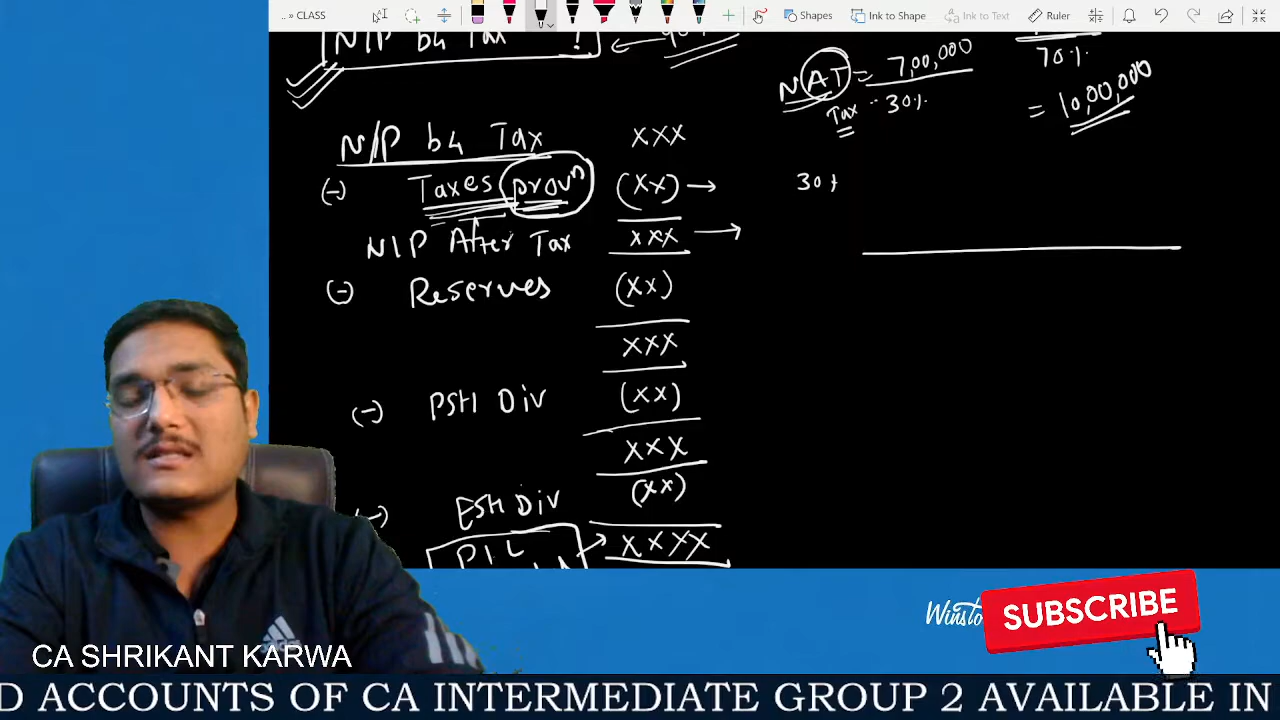 .. » CLASS
Shapes
Ink to Shape
Ink to Text
Ruler
N/P b4 Tax !
NAT = 7,00,000
Tax 30%
70%
= 10,00,000
N/P b4 Tax XXX
(-) Taxes provn (XX) →
30%
N/P After Tax XXX →
(-) Reserves (XX)
XXX
(-) PSH Div (XX)
XXX
(-) ESH Div (XX)
P/L XXXX
SUBSCRIBE
CA SHRIKANT KARWA
D ACCOUNTS OF CA INTERMEDIATE GROUP 2 AVAILABLE IN